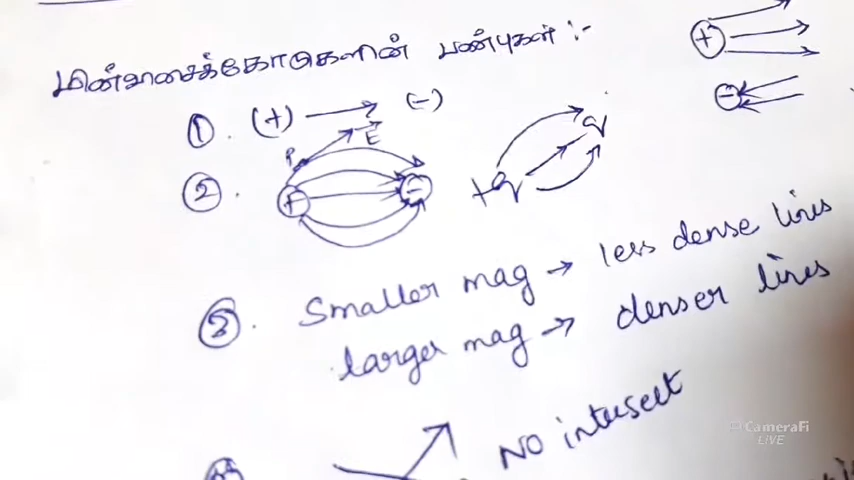 மின்விசைக்கோடுகளின் பண்புகள் :-
+
-
① . (+) → (-)
P E
② . + -
+q q
③ . Smaller mag → less dense lines
larger mag → denser lines
NO intersect
CameraFi
LIVE